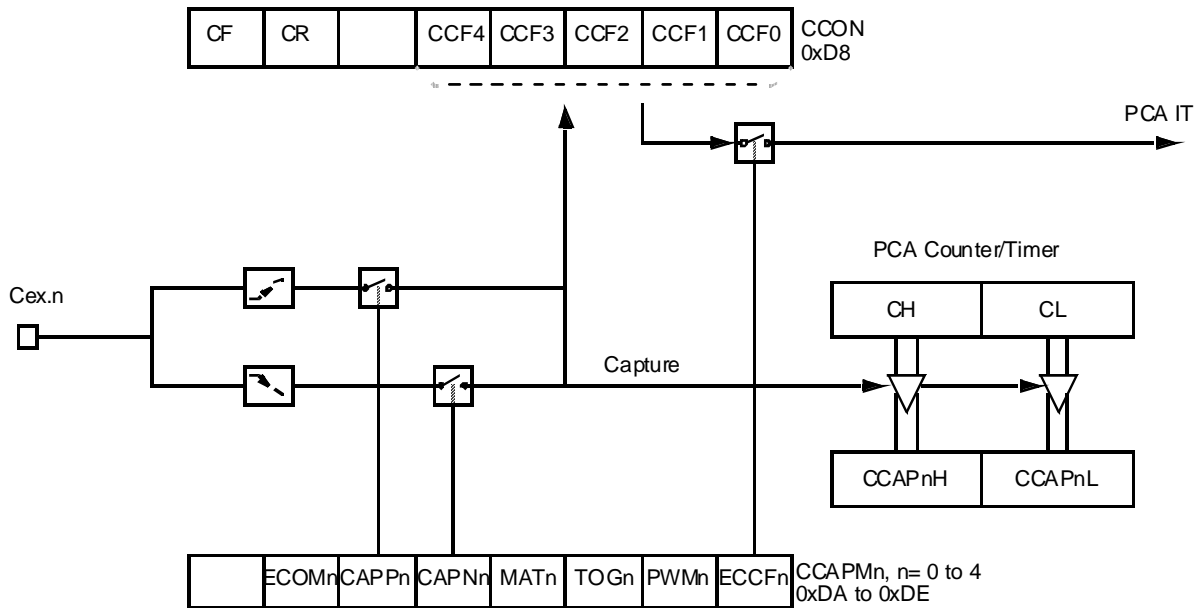 CF CR CCF4 CCF3 CCF2 CCF1 CCF0 CCON
0xD8
PCA IT
PCA Counter/Timer
Cex.n
CH CL
Capture
CCAPnH CCAPnL
ECOMn CAPPn CAPNn MATn TOGn PWMn ECCFn CCAPMn, n= 0 to 4
0xDA to 0xDE